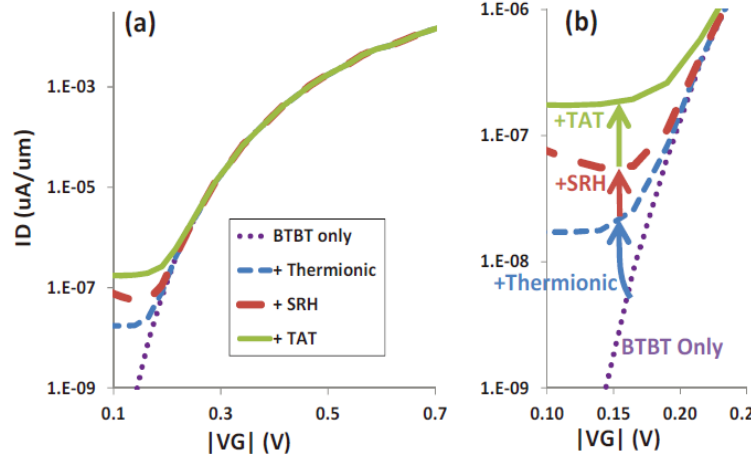 (a)
ID (uA/um)
1.E-03
1.E-05
1.E-07
1.E-09
0.1
0.3
0.5
0.7
|VG| (V)
BTBT only
+ Thermionic
+ SRH
+ TAT
(b)
1.E-06
1.E-07
1.E-08
1.E-09
0.10
0.15
0.20
|VG| (V)
+TAT
+SRH
+Thermionic
BTBT Only